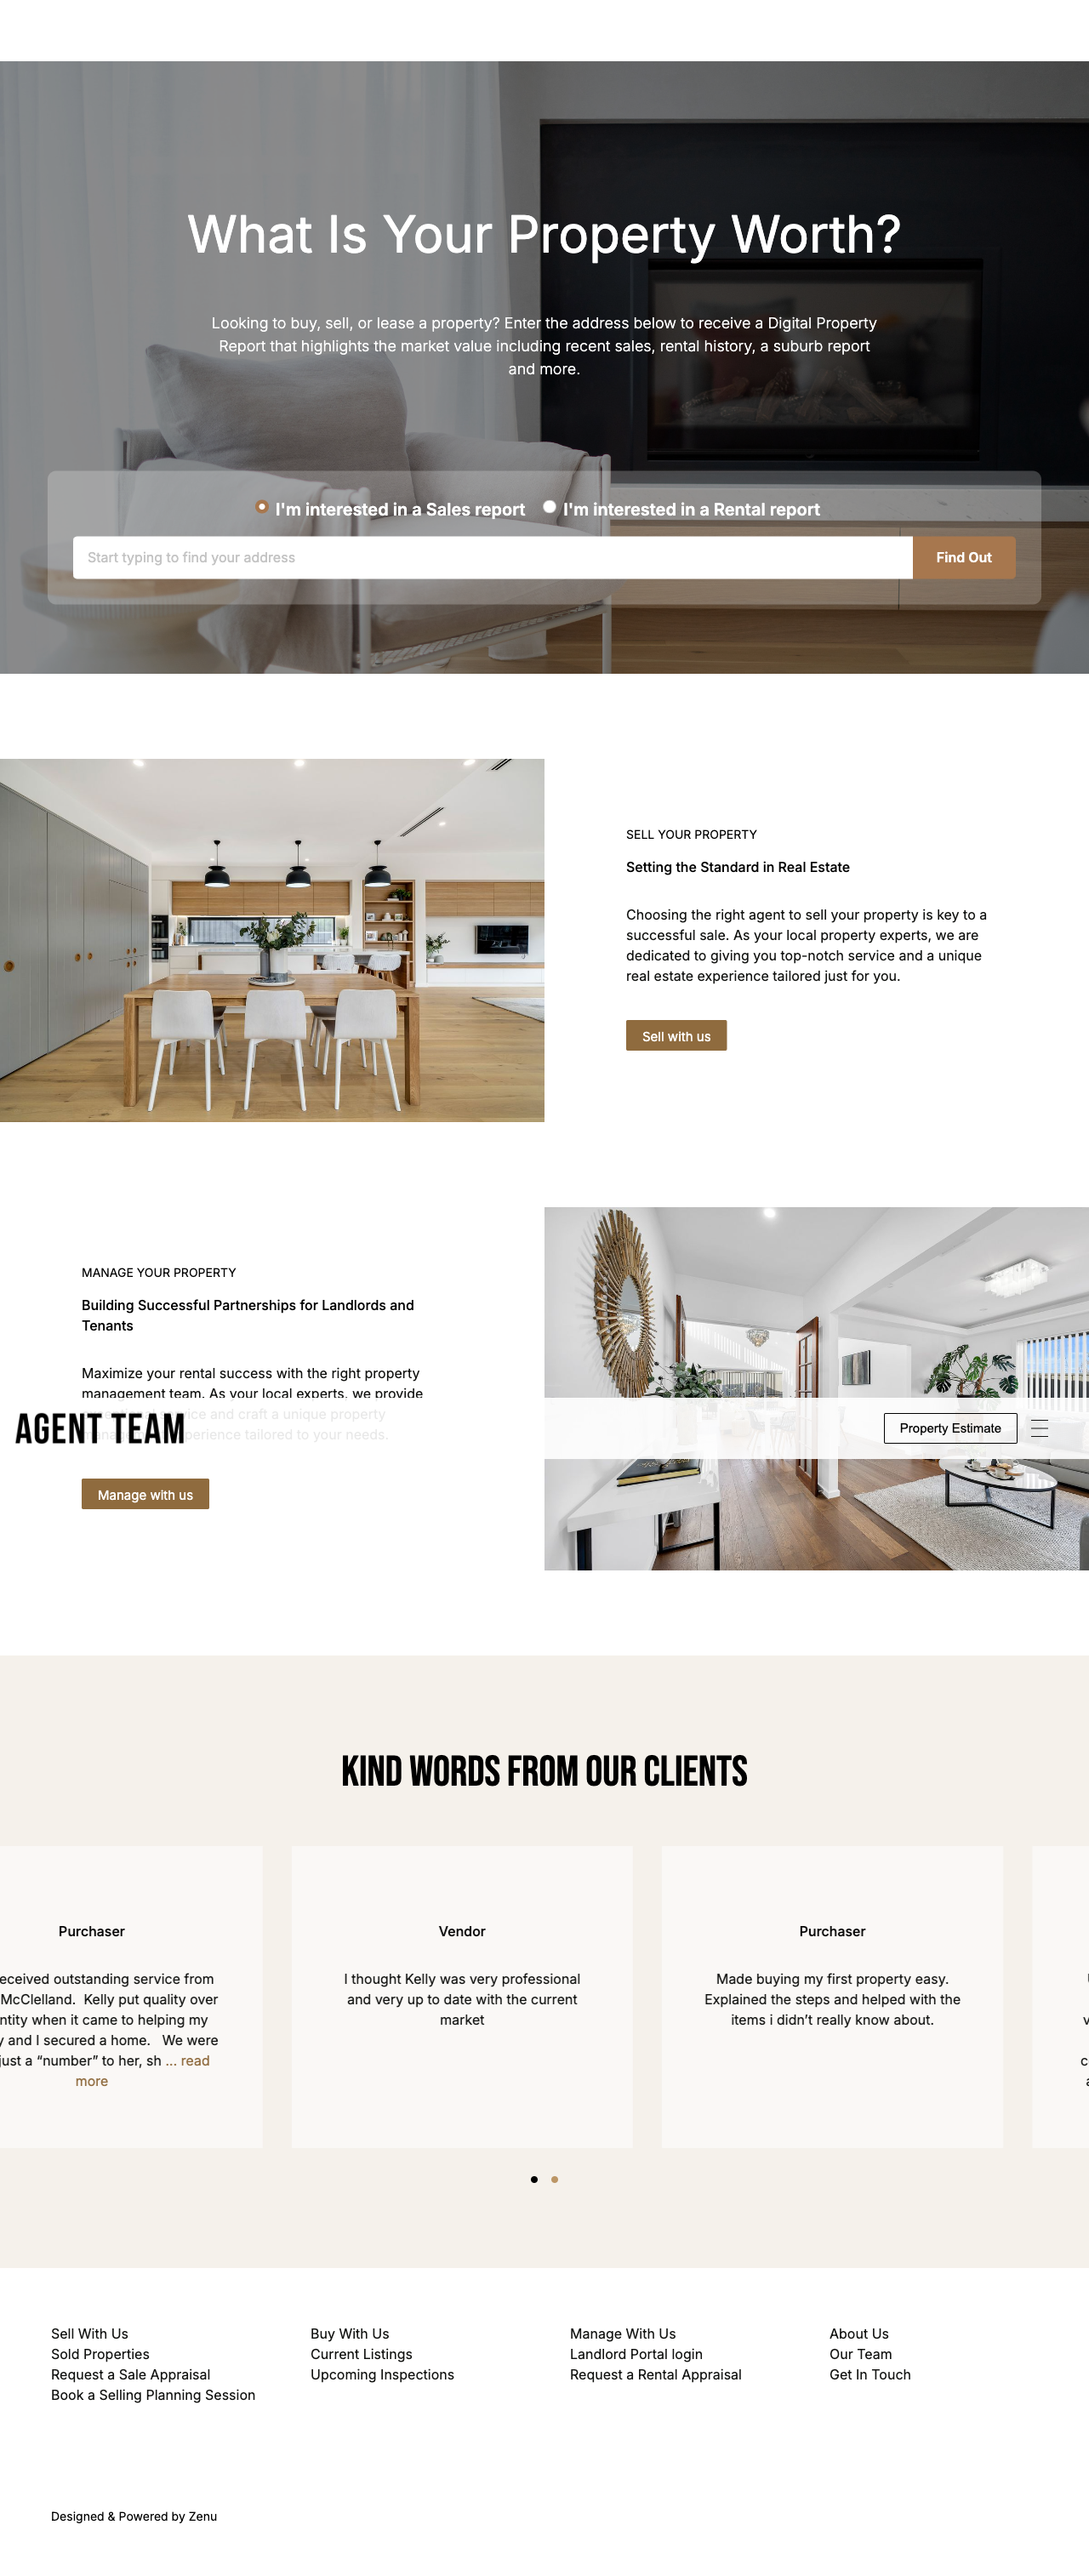 What Is Your Property Worth?
Looking to buy, sell, or lease a property? Enter the address below to receive a Digital Property
Report that highlights the market value including recent sales, rental history, a suburb report
and more.
I'm interested in a Sales report
I'm interested in a Rental report
Start typing to find your address
Find Out
SELL YOUR PROPERTY
Setting the Standard in Real Estate
Choosing the right agent to sell your property is key to a
successful sale. As your local property experts, we are
dedicated to giving you top-notch service and a unique
real estate experience tailored just for you.
Sell with us
MANAGE YOUR PROPERTY
Building Successful Partnerships for Landlords and
Tenants
Maximize your rental success with the right property
management team. As your local experts, we provide
and craft a unique property
tailored to your needs.
AGENT TEAM
Property Estimate
Manage with us
KIND WORDS FROM OUR CLIENTS
Purchaser
eceived outstanding service from
McClelland. Kelly put quality over
ntity when it came to helping my
y and I secured a home. We were
just a “number” to her, sh ... read
more
Vendor
I thought Kelly was very professional
and very up to date with the current
market
Purchaser
Made buying my first property easy.
Explained the steps and helped with the
items i didn’t really know about.
Sell With Us
Sold Properties
Request a Sale Appraisal
Book a Selling Planning Session
Buy With Us
Current Listings
Upcoming Inspections
Manage With Us
Landlord Portal login
Request a Rental Appraisal
About Us
Our Team
Get In Touch
Designed & Powered by Zenu